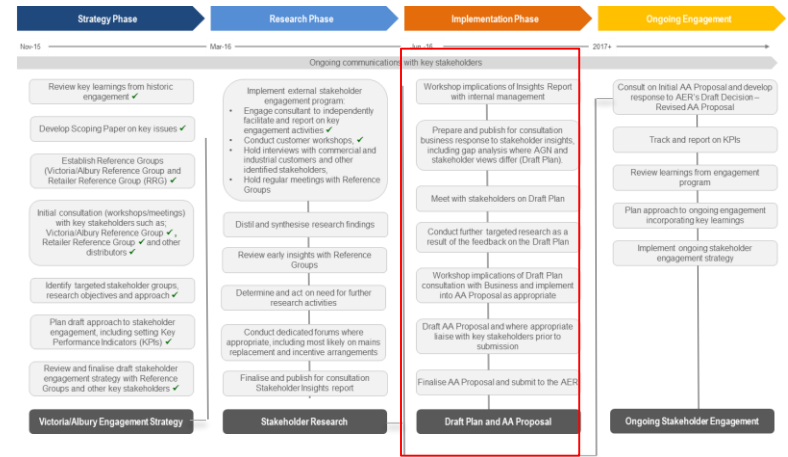 Strategy Phase
Research Phase
Implementation Phase
Ongoing Engagement
Nov-15
Mar-16
Jun -16
2017+
Ongoing communications with key stakeholders
Review key learnings from historic
engagement ✔
Develop Scoping Paper on key issues ✔
Establish Reference Groups
(Victoria/Albury Reference Group and
Retailer Reference Group (RRG) ✔
Initial consultation (workshops/meetings)
with key stakeholders such as;
Victoria/Albury Reference Group ✔ ,
Retailer Reference Group ✔ and other
distributors ✔
Identify targeted stakeholder groups,
research objectives and approach ✔
Plan draft approach to stakeholder
engagement, including setting Key
Performance Indicators (KPIs) ✔
Review and finalise draft stakeholder
engagement strategy with Reference
Groups and other key stakeholders ✔
Victoria/Albury Engagement Strategy
Implement external stakeholder
engagement program:
• Engage consultant to independently
facilitate and report on key
engagement activities ✔
• Conduct customer workshops, ✔
• Hold interviews with commercial and
industrial customers and other
identified stakeholders,
• Hold regular meetings with Reference
Groups
Distil and synthesise research findings
Review early insights with Reference
Groups
Determine and act on need for further
research activities
Conduct dedicated forums where
appropriate, including most likely on mains
replacement and incentive arrangements
Finalise and publish for consultation
Stakeholder Insights report
Stakeholder Research
Workshop implications of Insights Report
with internal management
Prepare and publish for consultation
business response to stakeholder insights,
including gap analysis where AGN and
stakeholder views differ (Draft Plan).
Meet with stakeholders on Draft Plan
Conduct further targeted research as a
result of the feedback on the Draft Plan
Workshop implications of Draft Plan
consultation with Business and implement
into AA Proposal as appropriate
Draft AA Proposal and where appropriate
liaise with key stakeholders prior to
submission
Finalise AA Proposal and submit to the AER
Draft Plan and AA Proposal
Consult on Initial AA Proposal and develop
response to AER's Draft Decision –
Revised AA Proposal
Track and report on KPIs
Review learnings from engagement
program
Plan approach to ongoing engagement
incorporating key learnings
Implement ongoing stakeholder
engagement strategy
Ongoing Stakeholder Engagement